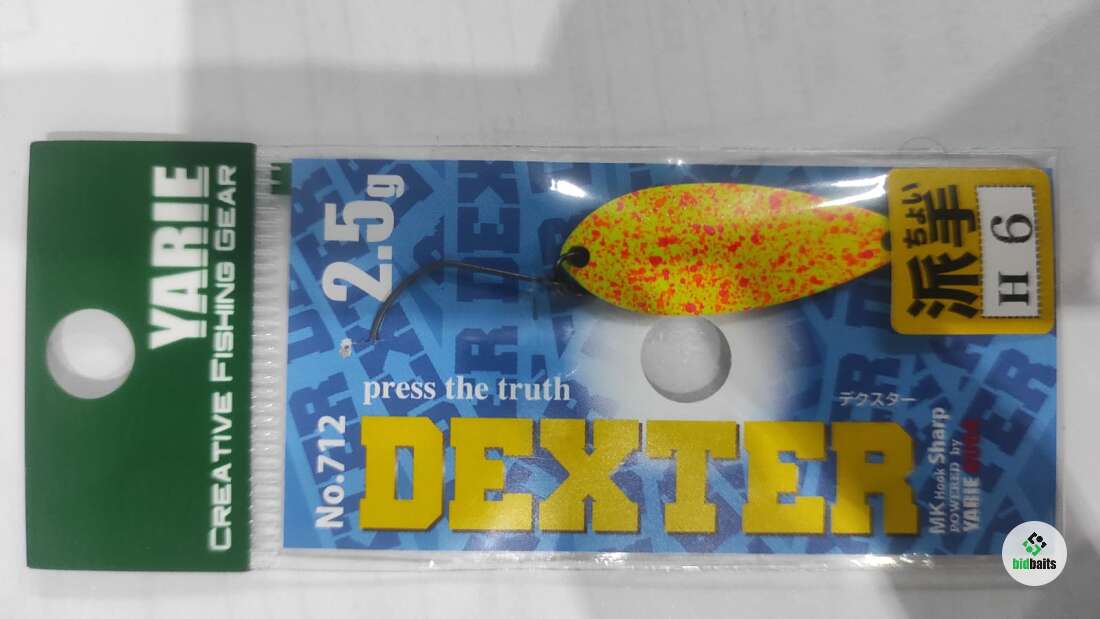 YARIE
CREATIVE FISHING GEAR
2.5g
No.712
press the truth
DEXTER
デクスター
ちょい
派手
H 6
MK Hook Sharp
POWERED by
YARIE
bidbaits